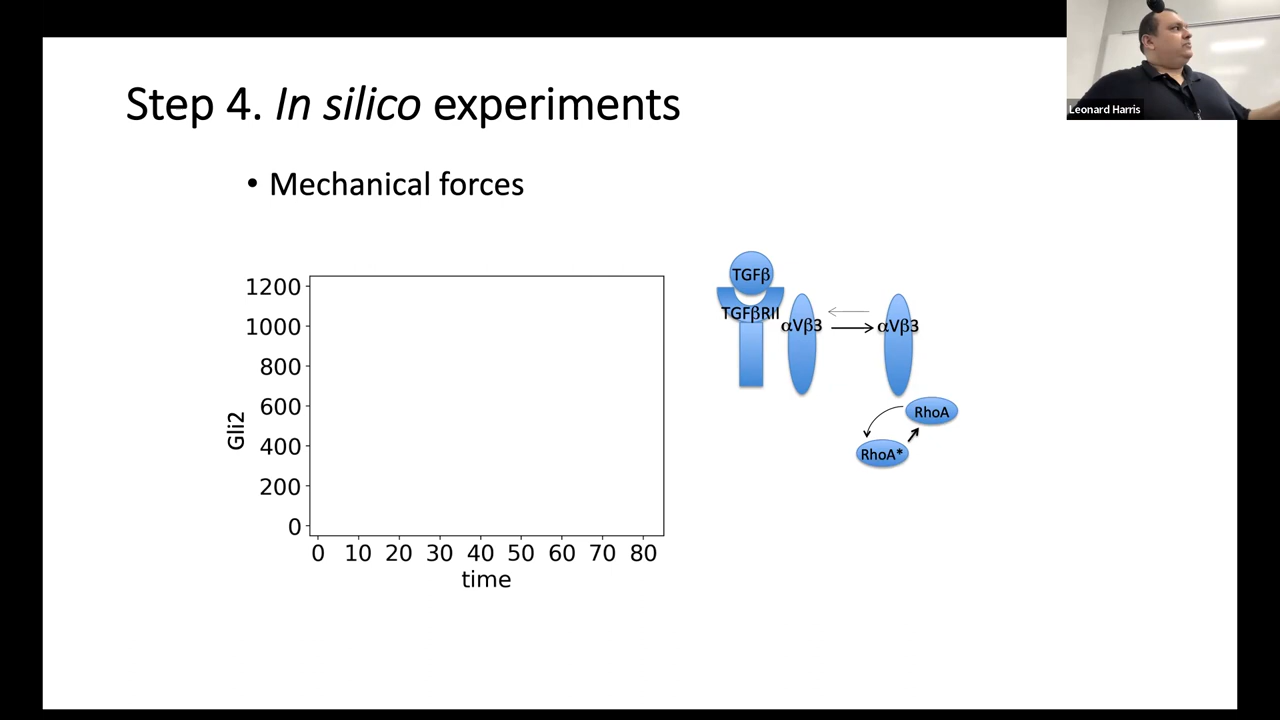 Leonard Harris
Step 4. In silico experiments
• Mechanical forces
1200
1000
800
600
400
200
0
Gli2
0 10 20 30 40 50 60 70 80
time
TGFβ
TGFβRII
αVβ3
αVβ3
RhoA
RhoA*